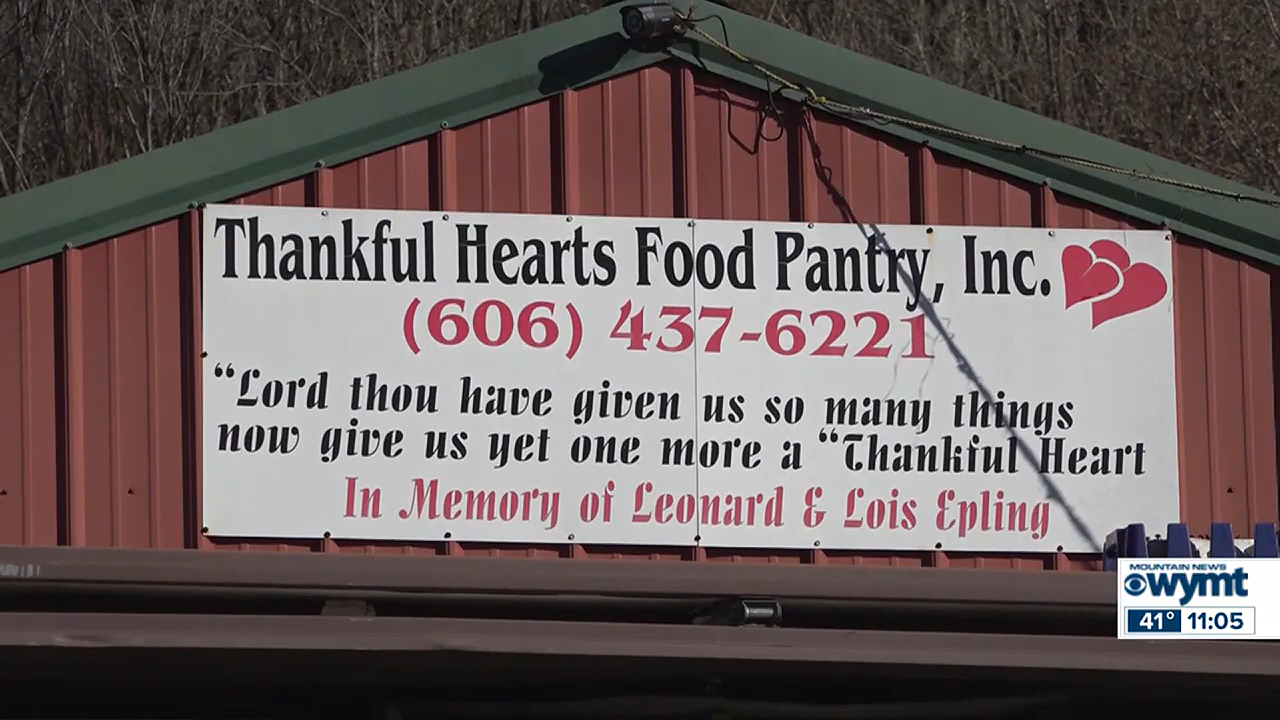 Thankful Hearts Food Pantry, Inc.
(606) 437-6221
“Lord thou have given us so many things
now give us yet one more a “Thankful Heart
In Memory of Leonard & Lois Epling
MOUNTAIN NEWS
wymt
41° 11:05